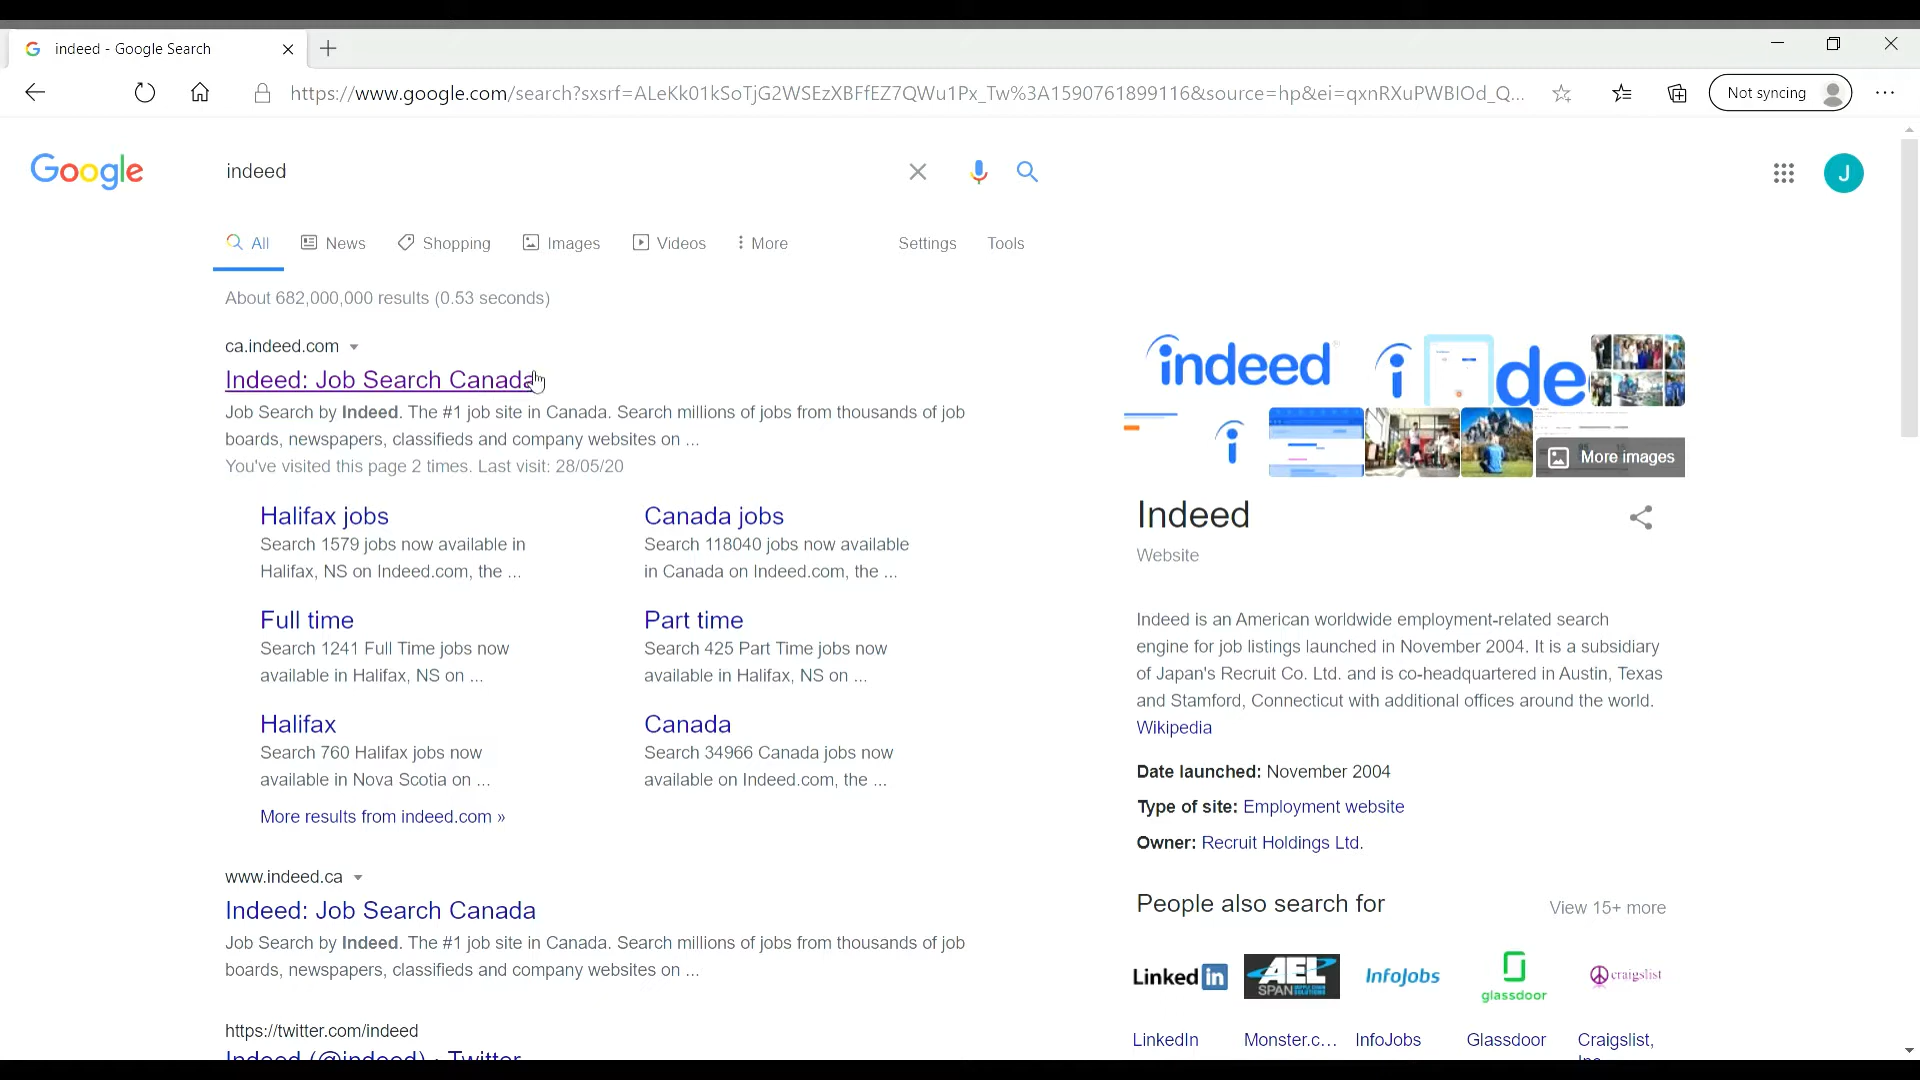 indeed - Google Search
https://www.google.com/search?sxsrf=ALeKk01kSoTjG2WSEzXBFfEZ7QWu1Px_Tw%3A1590761899116&source=hp&ei=qxnRXuPWBIOd_Q...
Not syncing
Google
indeed
J
All
News
Shopping
Images
Videos
More
Settings
Tools
About 682,000,000 results (0.53 seconds)
ca.indeed.com
Indeed: Job Search Canada
Job Search by Indeed. The #1 job site in Canada. Search millions of jobs from thousands of job
boards, newspapers, classifieds and company websites on ...
You've visited this page 2 times. Last visit: 28/05/20
Halifax jobs
Search 1579 jobs now available in
Halifax, NS on Indeed.com, the ...
Canada jobs
Search 118040 jobs now available
in Canada on Indeed.com, the ...
Full time
Search 1241 Full Time jobs now
available in Halifax, NS on ...
Part time
Search 425 Part Time jobs now
available in Halifax, NS on ...
Halifax
Search 760 Halifax jobs now
available in Nova Scotia on ...
Canada
Search 34966 Canada jobs now
available on Indeed.com, the ...
More results from indeed.com »
www.indeed.ca
Indeed: Job Search Canada
Job Search by Indeed. The #1 job site in Canada. Search millions of jobs from thousands of job
boards, newspapers, classifieds and company websites on ...
https://twitter.com/indeed
Indeed (@indeed) · Twitter
indeed
i
de
i
More images
Indeed
Website
Indeed is an American worldwide employment-related search
engine for job listings launched in November 2004. It is a subsidiary
of Japan's Recruit Co. Ltd. and is co-headquartered in Austin, Texas
and Stamford, Connecticut with additional offices around the world.
Wikipedia
Date launched: November 2004
Type of site: Employment website
Owner: Recruit Holdings Ltd.
People also search for
View 15+ more
Linked in
AEL
SPAN
InfoJobs
glassdoor
craigslist
LinkedIn
Monster.c...
InfoJobs
Glassdoor
Craigslist,
Inc.